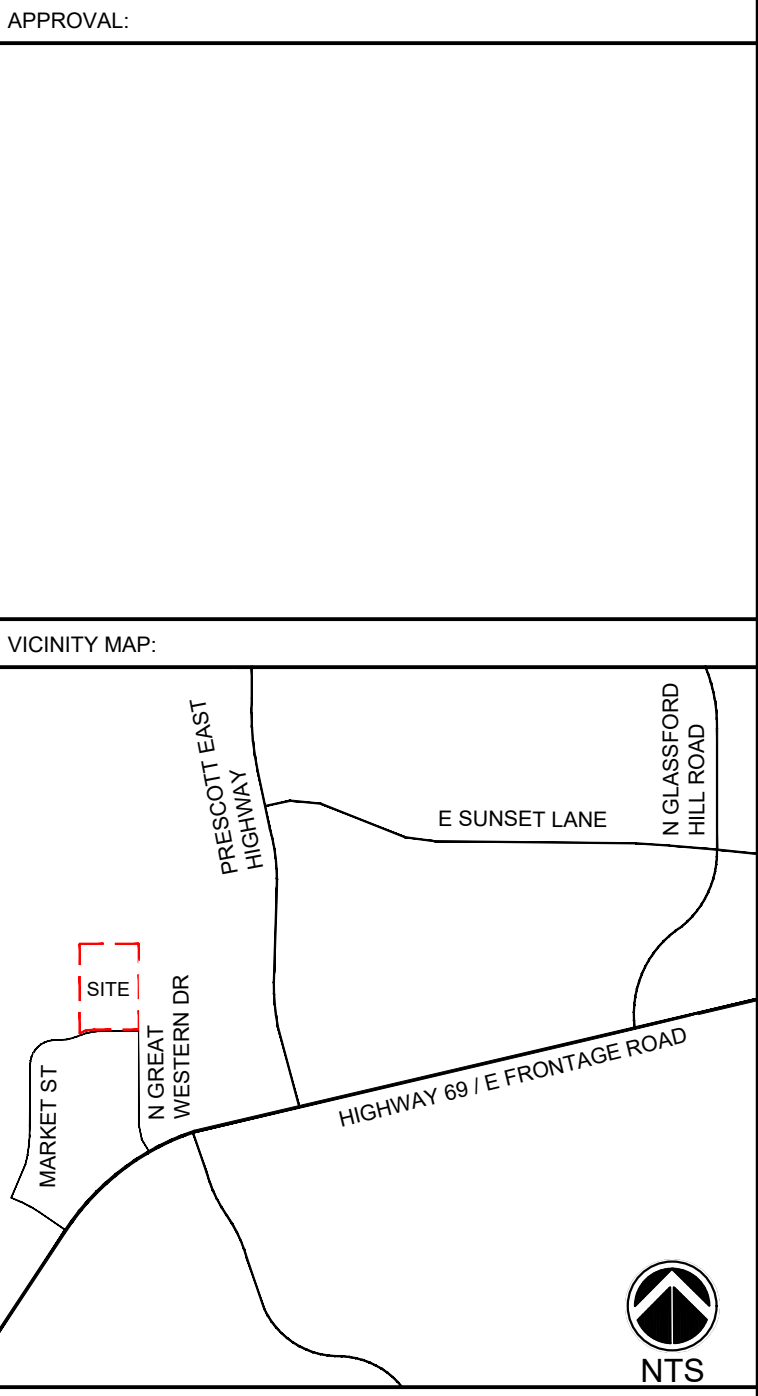 APPROVAL:
VICINITY MAP:
PRESCOTT EAST
HIGHWAY
N GLASSFORD
HILL ROAD
E SUNSET LANE
SITE
N GREAT
WESTERN DR
MARKET ST
HIGHWAY 69 / E FRONTAGE ROAD
NTS